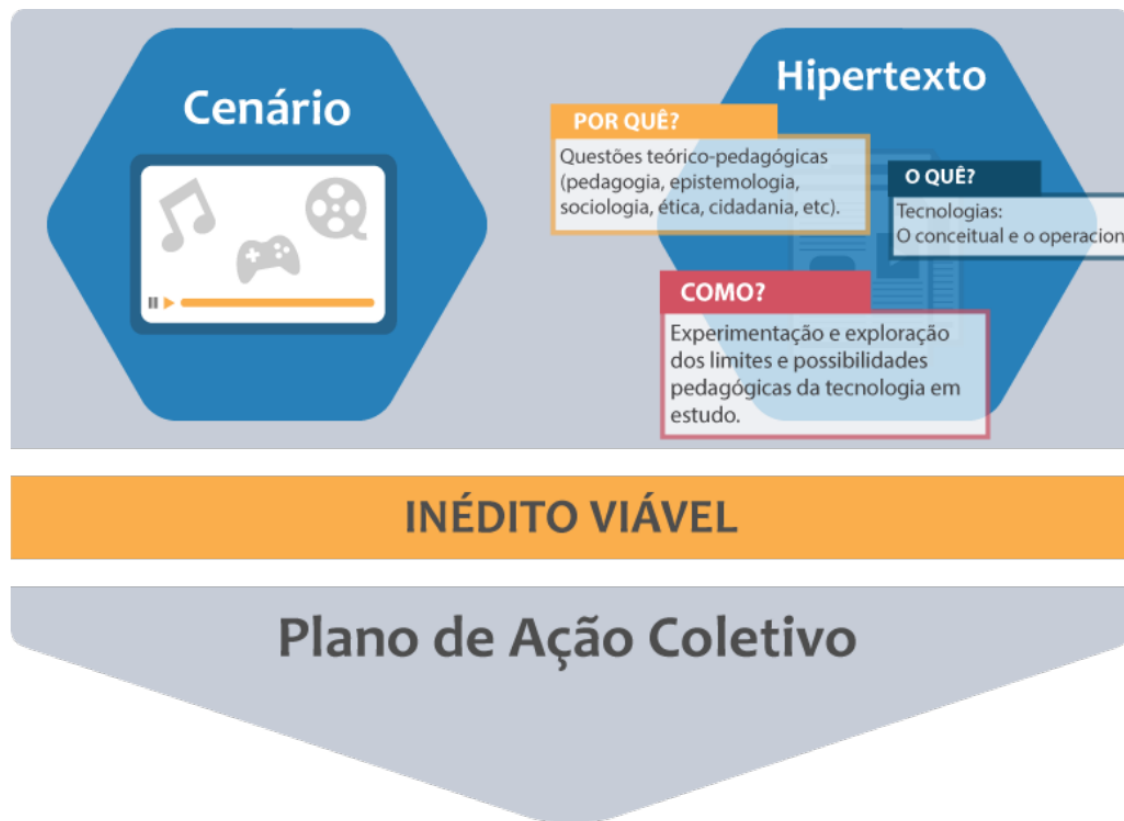 Cenário
Hipertexto
POR QUÊ?
Questões teórico-pedagógicas
(pedagogia, epistemologia,
sociologia, ética, cidadania, etc).
O QUÊ?
Tecnologias:
O conceitual e o operacion
COMO?
Experimentação e exploração
dos limites e possibilidades
pedagógicas da tecnologia em
estudo.
INÉDITO VIÁVEL
Plano de Ação Coletivo